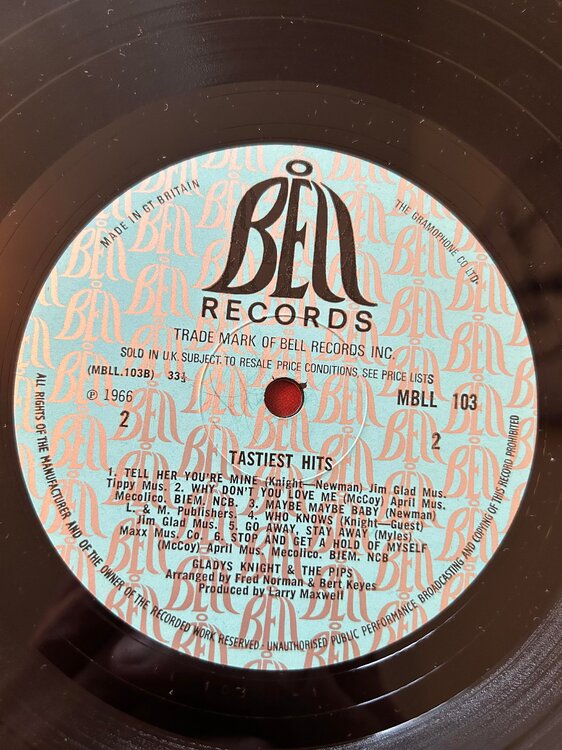 BELL
RECORDS
TRADE MARK OF BELL RECORDS INC.
SOLD IN U.K. SUBJECT TO RESALE PRICE CONDITIONS, SEE PRICE LISTS
MADE IN GT BRITAIN
THE GRAMOPHONE CO LTD.
(MBLL.103B) 33⅓
℗ 1966
2
MBLL 103
2
TASTIEST HITS
1. TELL HER YOU'RE MINE (Knight—Newman) Jim Glad Mus.
Tippy Mus. 2. WHY DON'T YOU LOVE ME (McCoy) April Mus.
Mecolico. BIEM. NCB. 3. MAYBE MAYBE BABY (Newman)
L. & M. Publishers. 4. WHO KNOWS (Knight—Guest)
Jim Glad Mus. 5. GO AWAY, STAY AWAY (Myles)
Maxx Mus. Co. 6. STOP AND GET A HOLD OF MYSELF
(McCoy) April Mus. Mecolico. BIEM. NCB
GLADYS KNIGHT & THE PIPS
Arranged by Fred Norman & Bert Keyes
Produced by Larry Maxwell
ALL RIGHTS OF THE MANUFACTURER AND OF THE OWNER OF THE RECORDED WORK RESERVED · UNAUTHORISED PUBLIC PERFORMANCE BROADCASTING AND COPYING OF THIS RECORD PROHIBITED